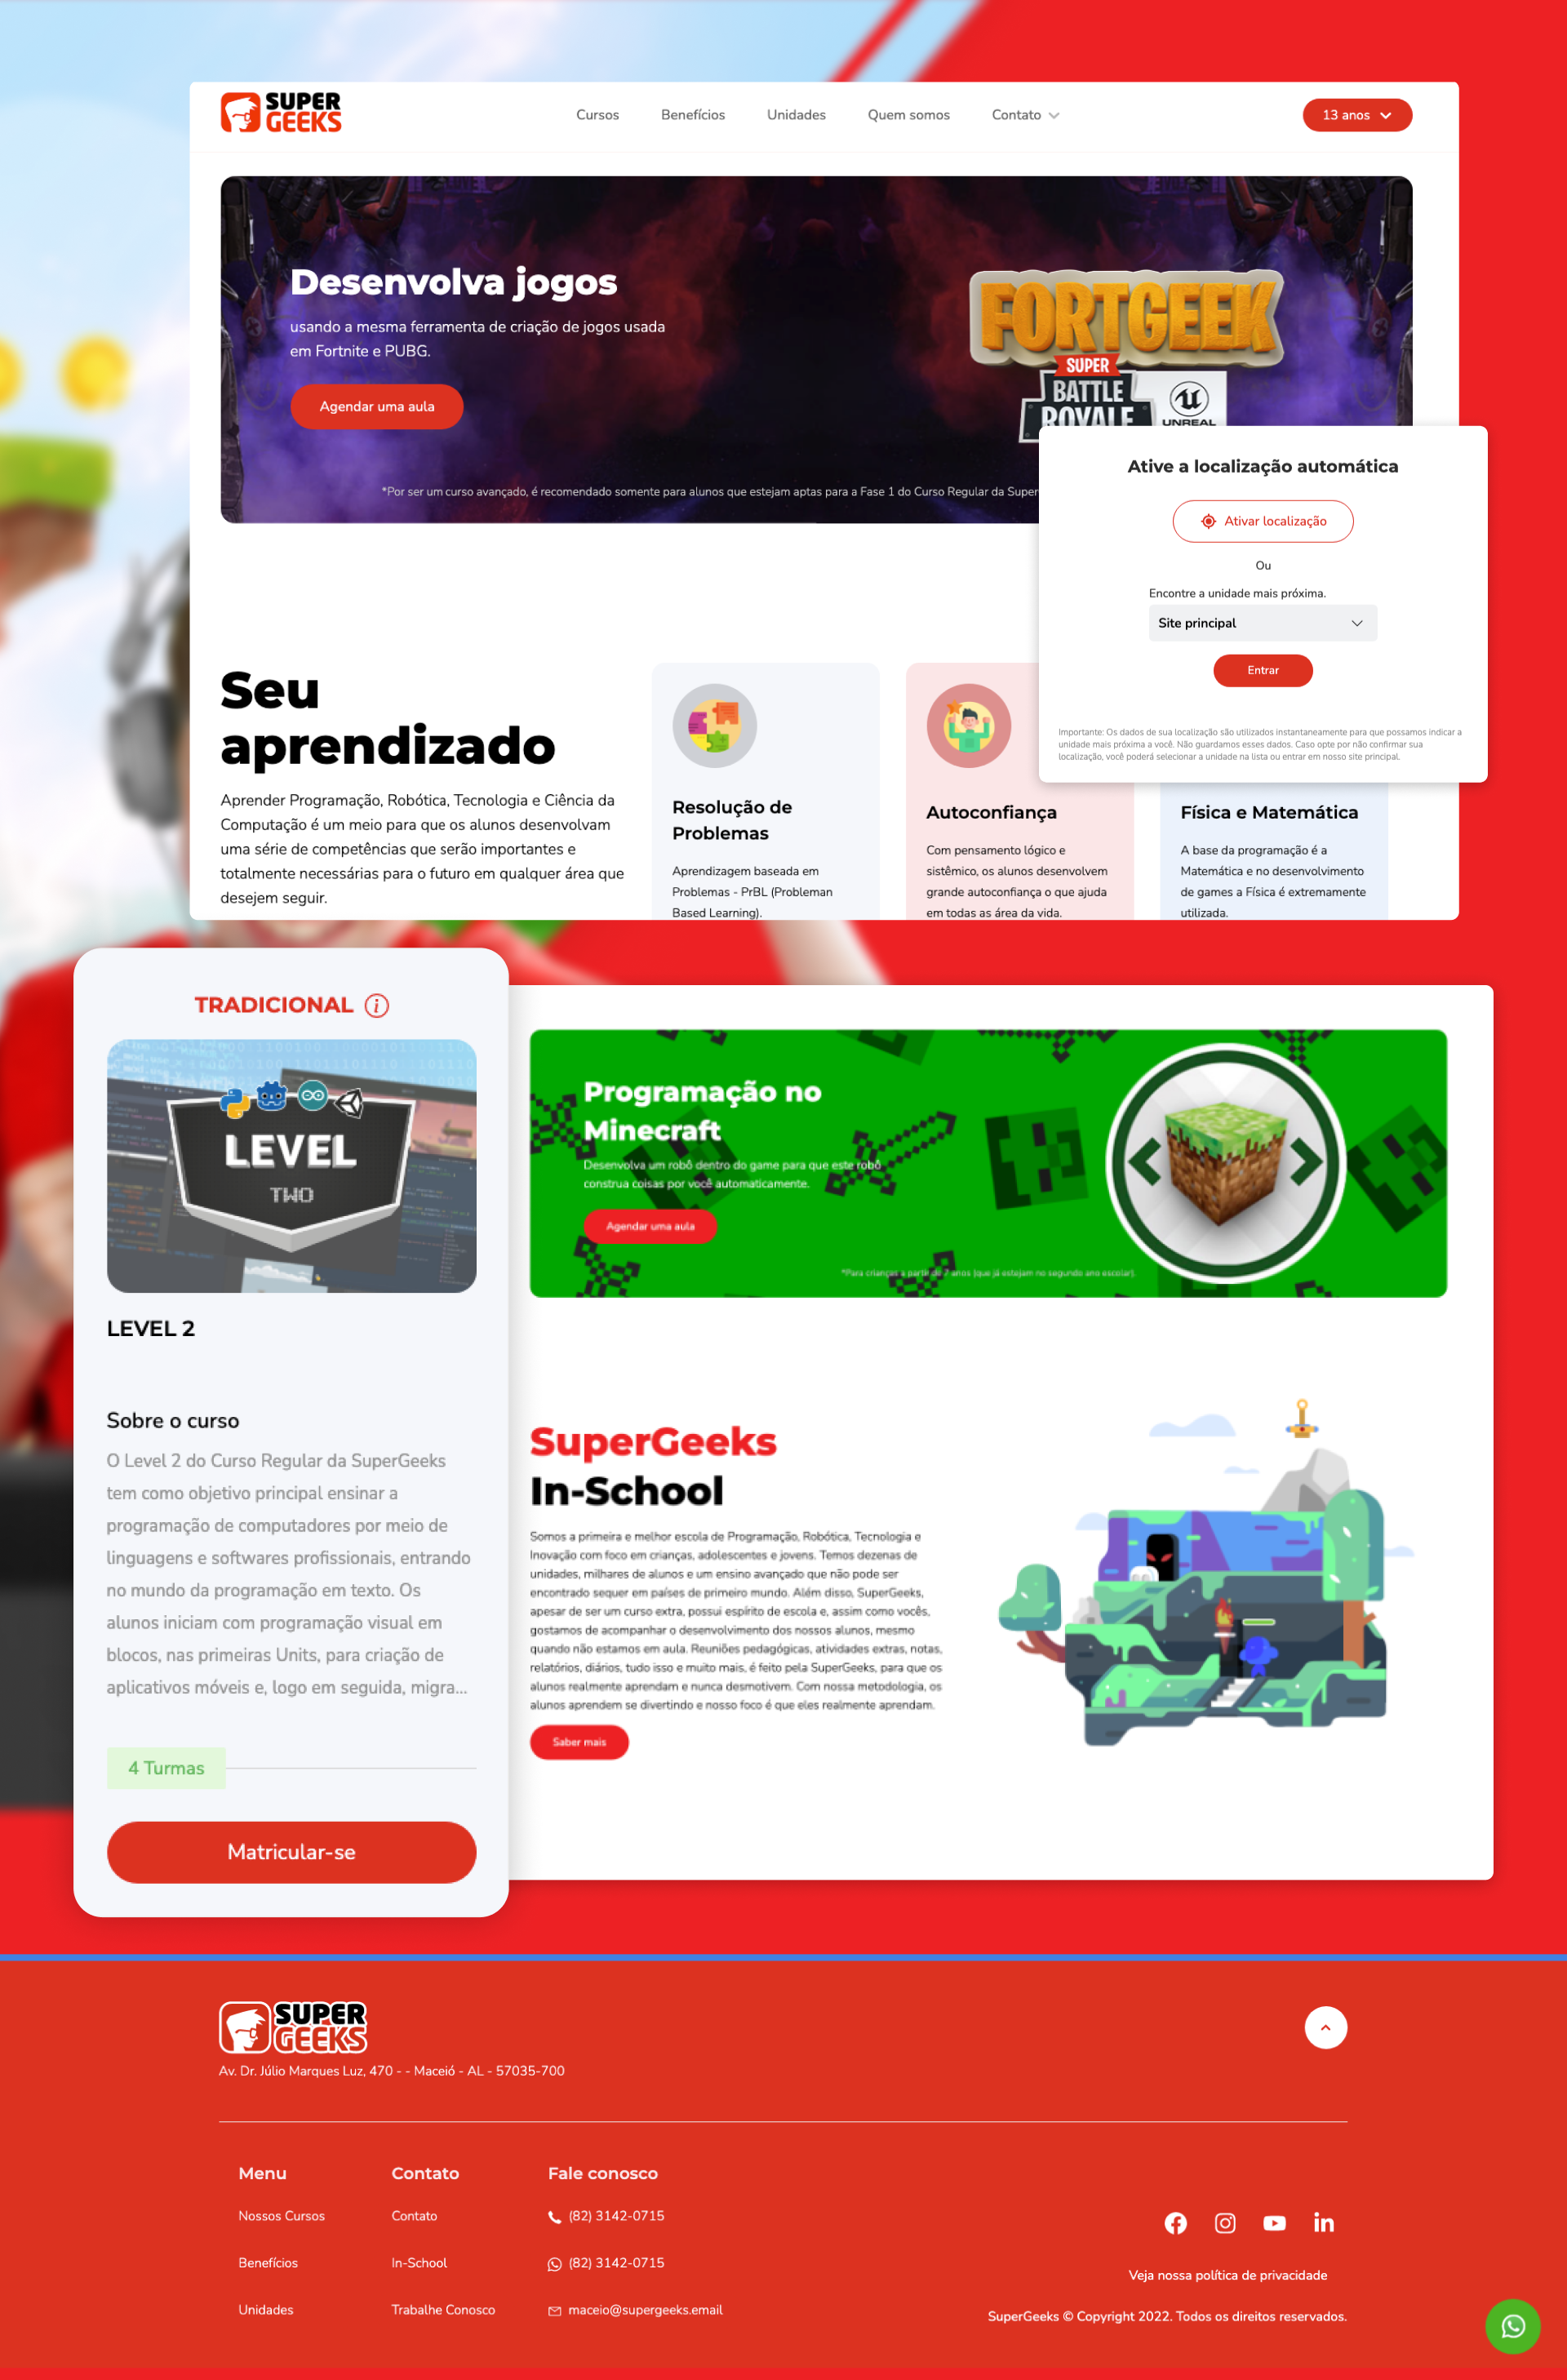 SUPER
GEEKS
Cursos
Benefícios
Unidades
Quem somos
Contato
13 anos
Desenvolva jogos
usando a mesma ferramenta de criação de jogos usada
em Fortnite e PUBG.
Agendar uma aula
*Por ser um curso avançado, é recomendado somente para alunos que estejam aptas para a Fase 1 do Curso Regular da Super
FORTGEEK
SUPER
BATTLE
ROYALE
UNREAL
Ative a localização automática
Ativar localização
Ou
Encontre a unidade mais próxima.
Site principal
Entrar
Importante: Os dados de sua localização são utilizados instantaneamente para que possamos indicar a
unidade mais próxima a você. Não guardamos esses dados. Caso opte por não confirmar sua
localização, você poderá selecionar a unidade na lista ou entrar em nosso site principal.
Seu
aprendizado
Aprender Programação, Robótica, Tecnologia e Ciência da
Computação é um meio para que os alunos desenvolvam
uma série de competências que serão importantes e
totalmente necessárias para o futuro em qualquer área que
desejem seguir.
Resolução de
Problemas
Aprendizagem baseada em
Problemas - PrBL (Probleman
Based Learning).
Autoconfiança
Com pensamento lógico e
sistêmico, os alunos desenvolvem
grande autoconfiança o que ajuda
em todas as área da vida.
Física e Matemática
A base da programação é a
Matemática e no desenvolvimento
de games a Física é extremamente
utilizada.
TRADICIONAL
LEVEL
TWO
LEVEL 2
Sobre o curso
O Level 2 do Curso Regular da SuperGeeks
tem como objetivo principal ensinar a
programação de computadores por meio de
linguagens e softwares profissionais, entrando
no mundo da programação em texto. Os
alunos iniciam com programação visual em
blocos, nas primeiras Units, para criação de
aplicativos móveis e, logo em seguida, migra...
4 Turmas
Matricular-se
Programação no
Minecraft
Desenvolva um robô dentro do game para que este robô
construa coisas por você automaticamente.
Agendar uma aula
*Para crianças a partir de 7 anos (que já estejam no segundo ano escolar).
SuperGeeks
In-School
Somos a primeira e melhor escola de Programação, Robótica, Tecnologia e
Inovação com foco em crianças, adolescentes e jovens. Temos dezenas de
unidades, milhares de alunos e um ensino avançado que não pode ser
encontrado sequer em países de primeiro mundo. Além disso, SuperGeeks,
apesar de ser um curso extra, possui espírito de escola e, assim como vocês,
gostamos de acompanhar o desenvolvimento dos nossos alunos, mesmo
quando não estamos em aula. Reuniões pedagógicas, atividades extras, notas,
relatórios, diários, tudo isso e muito mais, é feito pela SuperGeeks, para que os
alunos realmente aprendam e nunca desmotivem. Com nossa metodologia, os
alunos aprendem se divertindo e nosso foco é que eles realmente aprendam.
Saber mais
SUPER
GEEKS
Av. Dr. Júlio Marques Luz, 470 - - Maceió - AL - 57035-700
Menu
Nossos Cursos
Benefícios
Unidades
Contato
Contato
In-School
Trabalhe Conosco
Fale conosco
(82) 3142-0715
(82) 3142-0715
maceio@supergeeks.email
Veja nossa política de privacidade
SuperGeeks © Copyright 2022. Todos os direitos reservados.